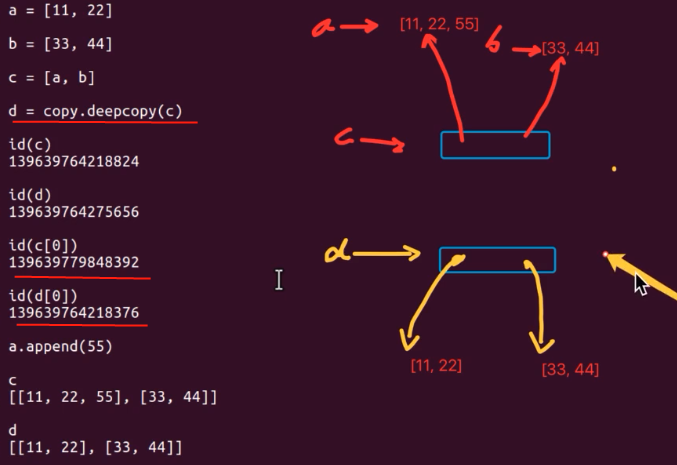 a = [11, 22]
b = [33, 44]
c = [a, b]
d = copy.deepcopy(c)
id(c)
139639764218824
id(d)
139639764275656
id(c[0])
139639779848392
id(d[0])
139639764218376
a.append(55)
c
[[11, 22, 55], [33, 44]]
d
[[11, 22], [33, 44]]
a [11, 22, 55]
b [33, 44]
c
d
[11, 22]
[33, 44]